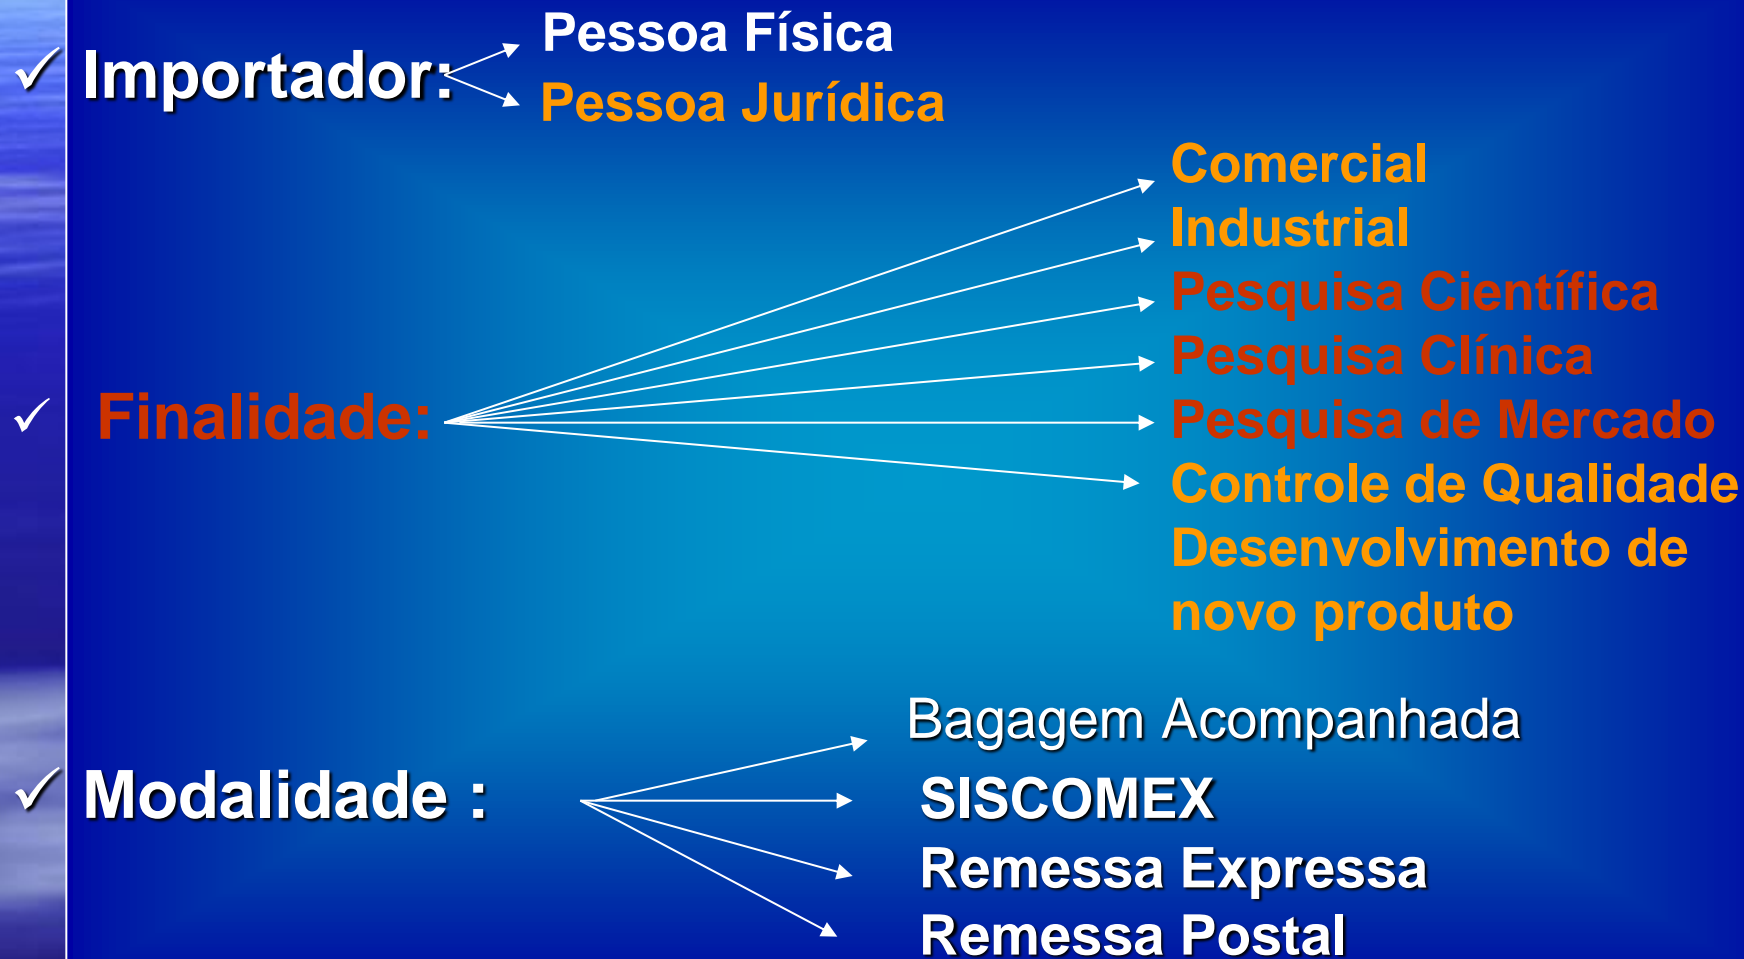 Pessoa Física
✓ Importador:
Pessoa Jurídica
Comercial
Industrial
Pesquisa Científica
Pesquisa Clínica
✓ Finalidade:
Pesquisa de Mercado
Controle de Qualidade
Desenvolvimento de
novo produto
Bagagem Acompanhada
✓ Modalidade :
SISCOMEX
Remessa Expressa
Remessa Postal